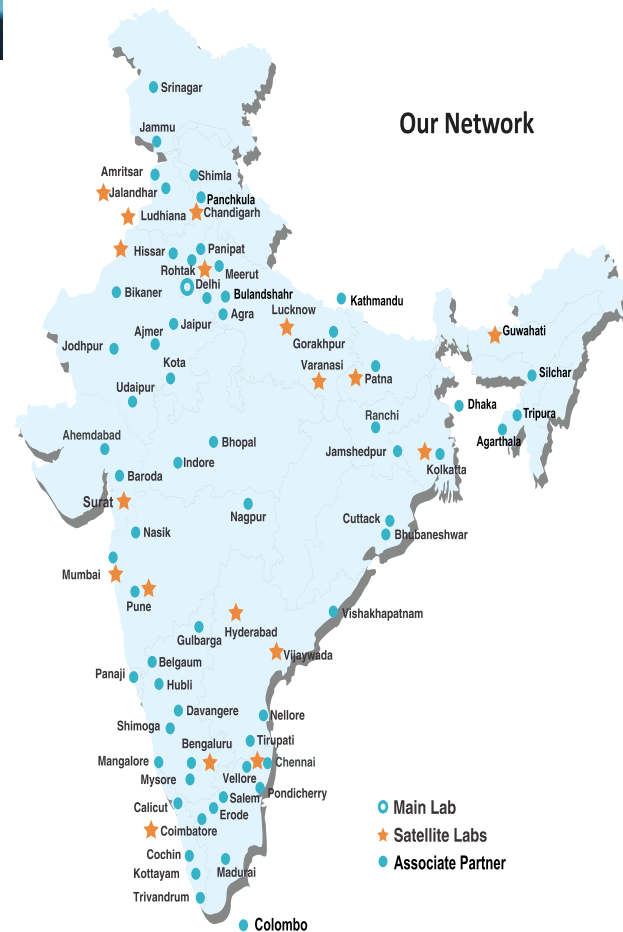 Srinagar
Our Network
Jammu
Amritsar
Shimla
Jalandhar
Panchkula
Ludhiana
Chandigarh
Hissar
Panipat
Rohtak
Meerut
Delhi
Bikaner
Bulandshahr
Kathmandu
Lucknow
Agra
Jaipur
Ajmer
Guwahati
Jodhpur
Gorakhpur
Kota
Varanasi
Patna
Silchar
Udaipur
Dhaka
Ranchi
Tripura
Ahemdabad
Bhopal
Agarthala
Jamshedpur
Indore
Kolkatta
Baroda
Surat
Nagpur
Cuttack
Nasik
Bhubaneshwar
Mumbai
Pune
Vishakhapatnam
Hyderabad
Gulbarga
Vijaywada
Belgaum
Panaji
Hubli
Davangere
Nellore
Shimoga
Bengaluru
Tirupati
Mangalore
Chennai
Mysore
Vellore
Pondicherry
Salem
Calicut
Main Lab
Erode
Coimbatore
Satellite Labs
Cochin
Associate Partner
Kottayam
Madurai
Trivandrum
Colombo